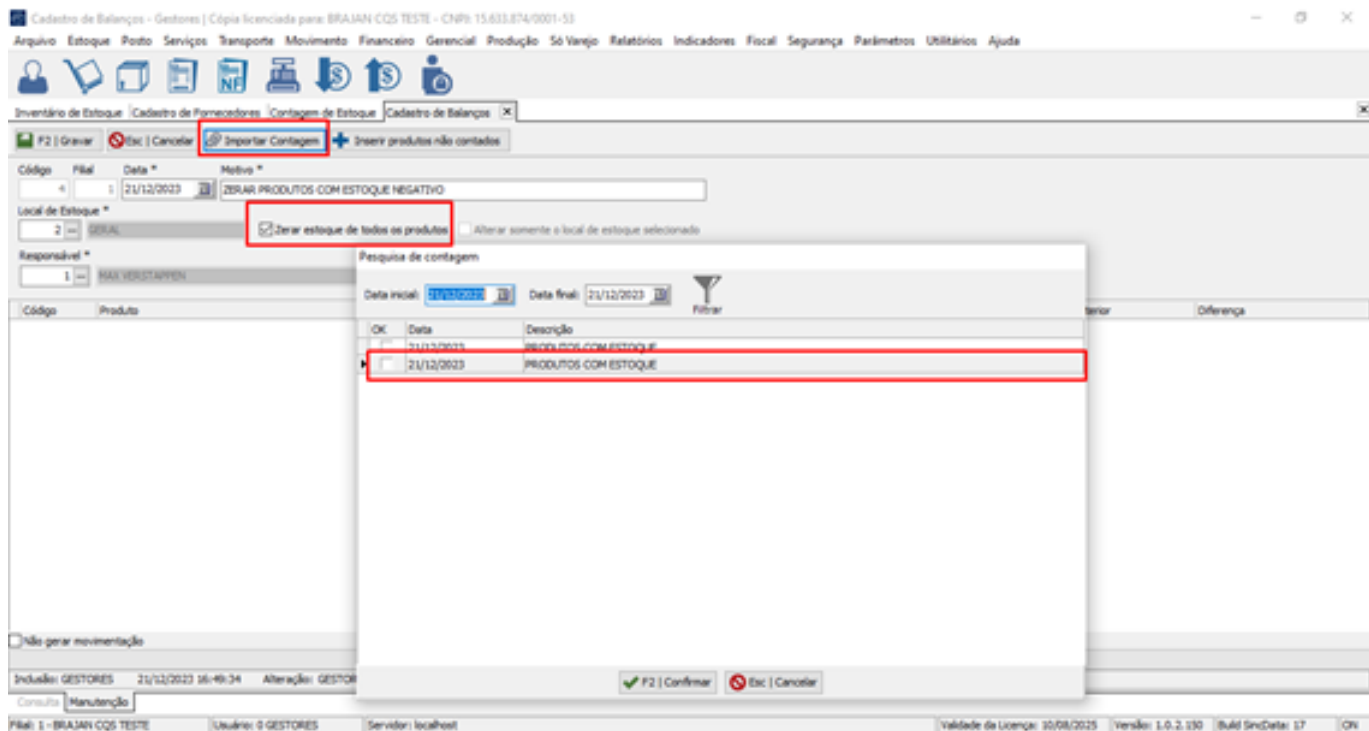 Cadastro de Balanços - Gestores | Cópia licenciada para: BRAJAN CQS TESTE - CNPJ: 15.633.874/0001-53
Arquivo Estoque Posto Serviços Transporte Movimento Financeiro Gerencial Produção Só Varejo Relatórios Indicadores Fiscal Segurança Parâmetros Utilitários Ajuda
NF
Inventário de Estoque Cadastro de Fornecedores Contagem de Estoque Cadastro de Balanços
F2 | Gravar Esc | Cancelar Importar Contagem Inserir produtos não contados
Código Filial Data * Motivo *
4 1 21/12/2023 ZERAR PRODUTOS COM ESTOQUE NEGATIVO
Local de Estoque *
2 GERAL Zerar estoque de todos os produtos Alterar somente o local de estoque selecionado
Responsável *
1 MAX VERSTAPPEN
Pesquisa de contagem
Data inicial: 21/12/2023 Data final: 21/12/2023 Filtrar
Código Produto terior Diferença
OK Data Descrição
21/12/2023 PRODUTOS COM ESTOQUE
21/12/2023 PRODUTOS COM ESTOQUE
Não gerar movimentação
F2 | Confirmar Esc | Cancelar
Inclusão: GESTORES 21/12/2023 16:49:34 Alteração: GESTOR
Consulta Manutenção
Filial: 1 - BRAJAN CQS TESTE Usuário: 0 GESTORES Servidor: localhost Validade da Licença: 10/08/2025 Versão: 1.0.2.150 Build SincData: 17 ON